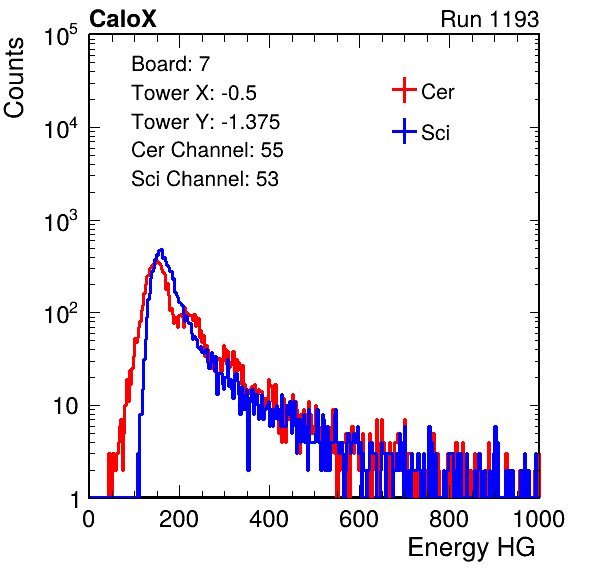 CaloX Run 1193
Counts
10^5
10^4
10^3
10^2
10
1
Board: 7
Tower X: -0.5
Tower Y: -1.375
Cer Channel: 55
Sci Channel: 53
Cer
Sci
0 200 400 600 800 1000
Energy HG